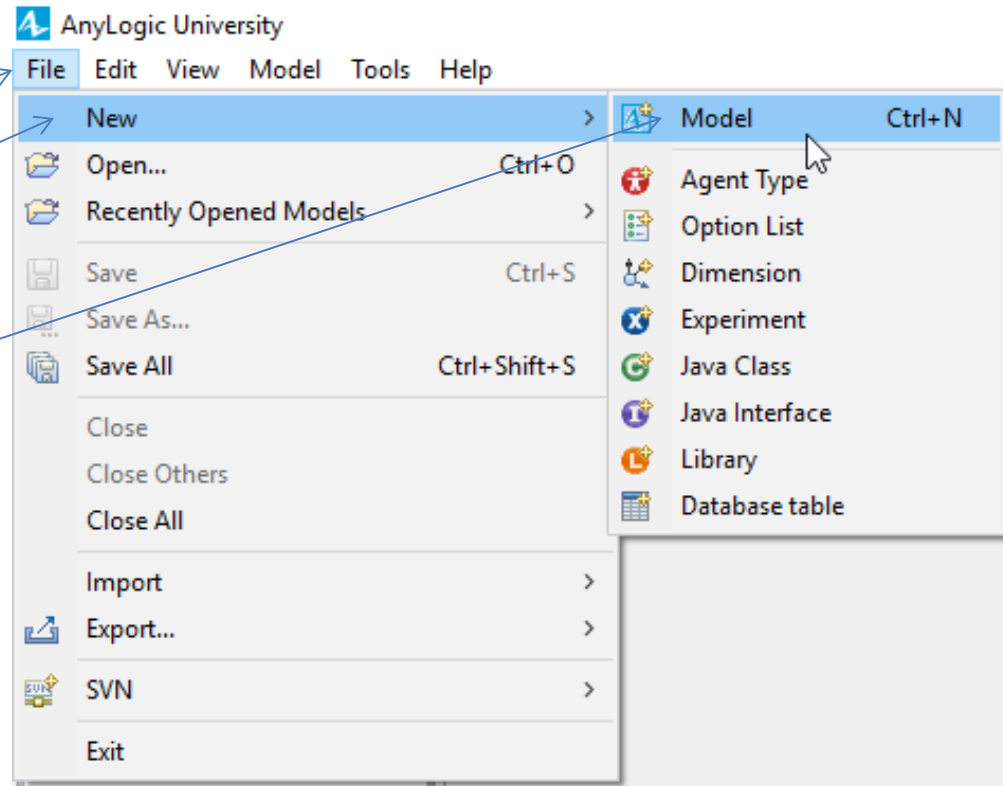 AnyLogic University
File Edit View Model Tools Help
New >
Open... Ctrl+O
Recently Opened Models >
Save Ctrl+S
Save As...
Save All Ctrl+Shift+S
Close
Close Others
Close All
Import >
Export... >
SVN >
Exit
Model Ctrl+N
Agent Type
Option List
Dimension
Experiment
Java Class
Java Interface
Library
Database table